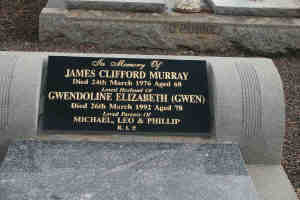 In Memory Of
JAMES CLIFFORD MURRAY
Died 24th March 1976 Aged 68
Loved Husband Of
GWENDOLINE ELIZABETH (GWEN)
Died 26th March 1992 Aged 78
Loved Parents Of
MICHAEL, LEO & PHILLIP
R. I. P.